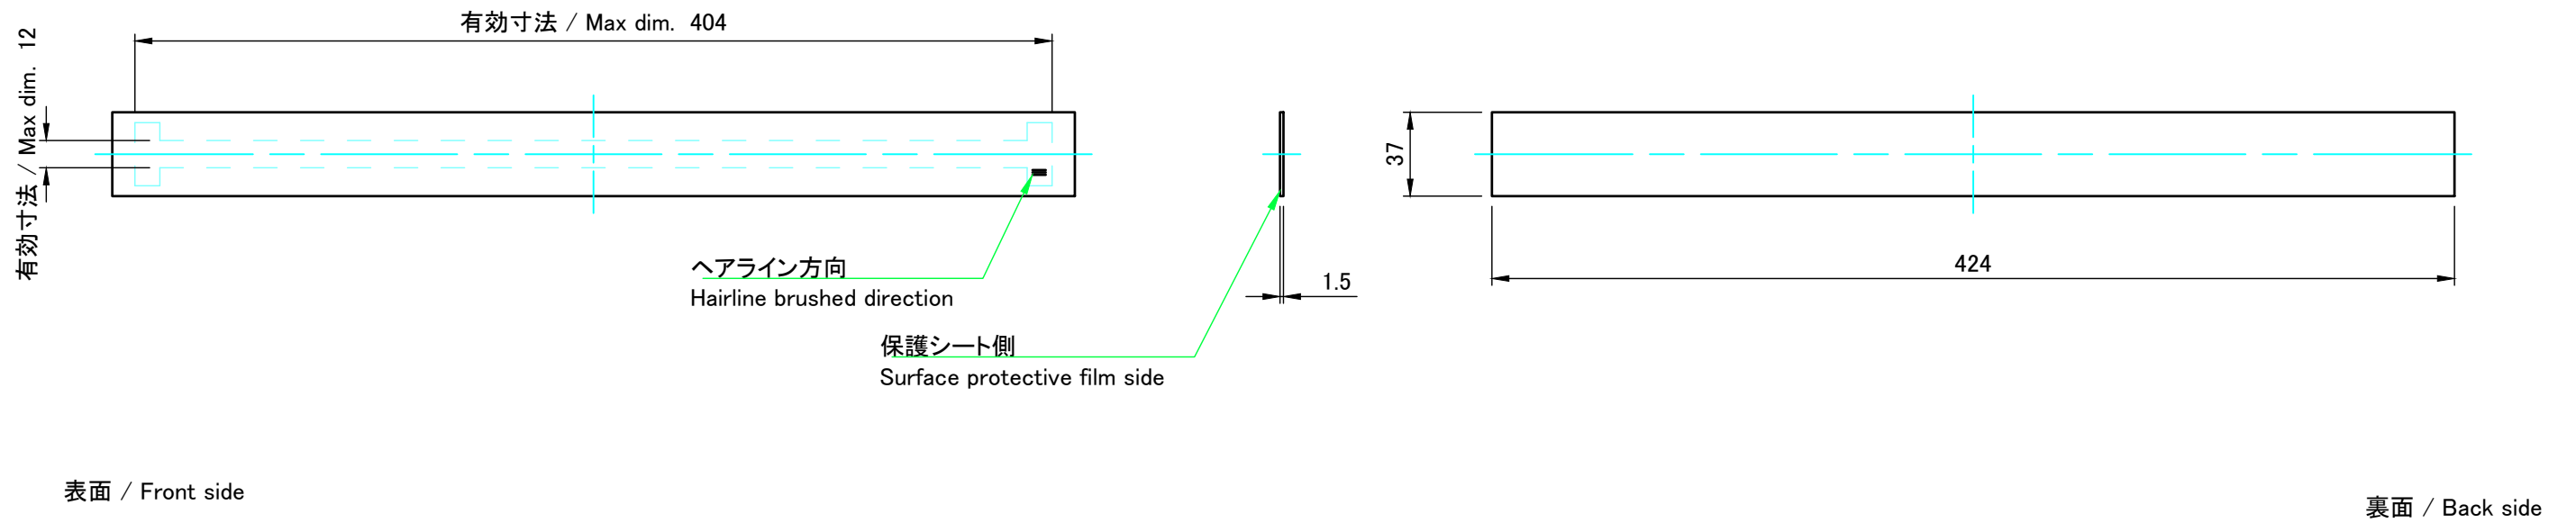 有効寸法 / Max dim. 404
有効寸法 / Max dim. 12
ヘアライン方向
Hairline brushed direction
保護シート側
Surface protective film side
1.5
37
424
表面 / Front side
裏面 / Back side